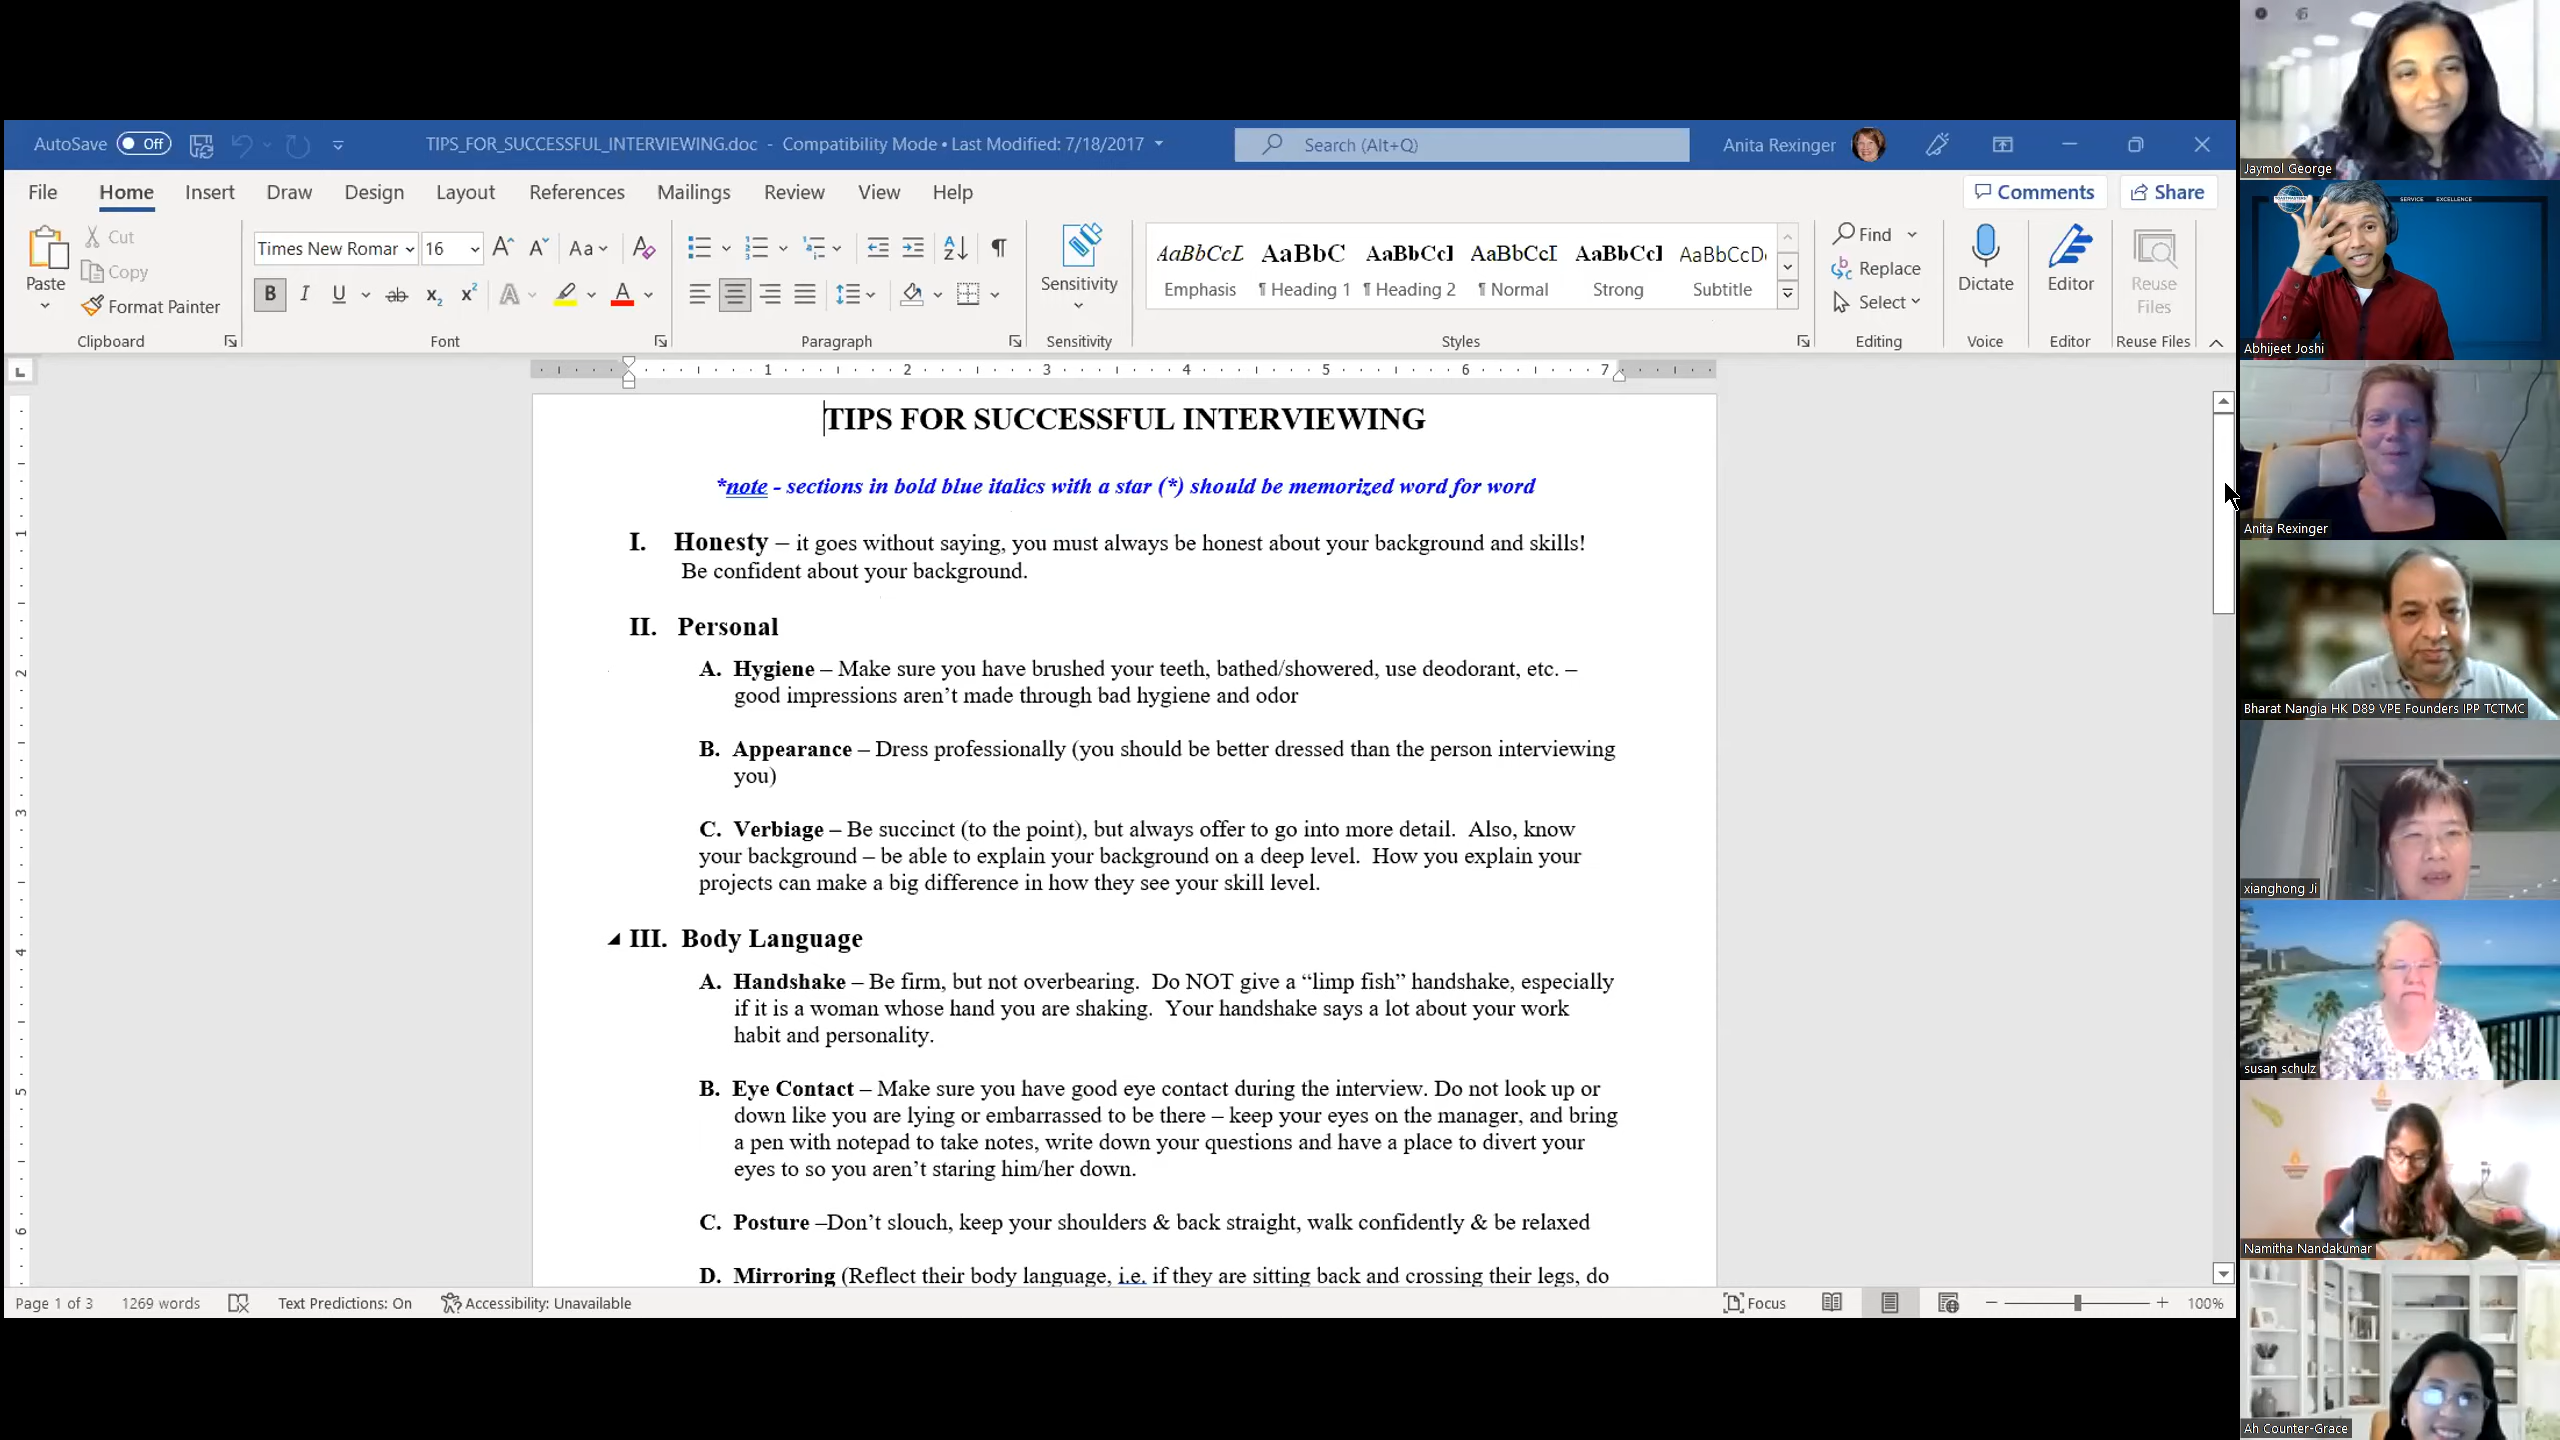 AutoSave Off TIPS_FOR_SUCCESSFUL_INTERVIEWING.doc - Compatibility Mode • Last Modified: 7/18/2017 Search (Alt+Q) Anita Rexinger
File Home Insert Draw Design Layout References Mailings Review View Help Comments Share
Paste
Cut
Copy
Format Painter
Clipboard
Times New Romar 16
Font
Paragraph
Sensitivity
Sensitivity
AaBbCcL AaBbC AaBbCcI AaBbCcI AaBbCcI AaBbCcD
Emphasis ¶ Heading 1 ¶ Heading 2 ¶ Normal Strong Subtitle
Styles
Find
Replace
Select
Editing
Dictate
Voice
Editor
Editor
Reuse
Files
Reuse Files
1 2 3 4 5 6 7
TIPS FOR SUCCESSFUL INTERVIEWING
*note - sections in bold blue italics with a star (*) should be memorized word for word
I. Honesty – it goes without saying, you must always be honest about your background and skills!
Be confident about your background.
II. Personal
A. Hygiene – Make sure you have brushed your teeth, bathed/showered, use deodorant, etc. –
good impressions aren't made through bad hygiene and odor
B. Appearance – Dress professionally (you should be better dressed than the person interviewing
you)
C. Verbiage – Be succinct (to the point), but always offer to go into more detail. Also, know
your background – be able to explain your background on a deep level. How you explain your
projects can make a big difference in how they see your skill level.
III. Body Language
A. Handshake – Be firm, but not overbearing. Do NOT give a “limp fish” handshake, especially
if it is a woman whose hand you are shaking. Your handshake says a lot about your work
habit and personality.
B. Eye Contact – Make sure you have good eye contact during the interview. Do not look up or
down like you are lying or embarrassed to be there – keep your eyes on the manager, and bring
a pen with notepad to take notes, write down your questions and have a place to divert your
eyes to so you aren't staring him/her down.
C. Posture –Don't slouch, keep your shoulders & back straight, walk confidently & be relaxed
D. Mirroring (Reflect their body language, i.e. if they are sitting back and crossing their legs, do
Page 1 of 3 1269 words Text Predictions: On Accessibility: Unavailable Focus 100%
Jaymol George
SERVICE EXCELLENCE
Abhijeet Joshi
Anita Rexinger
Bharat Nangia HK D89 VPE Founders IPP TCTMC
xianghong Ji
susan schulz
Namitha Nandakumar
Ah Counter-Grace